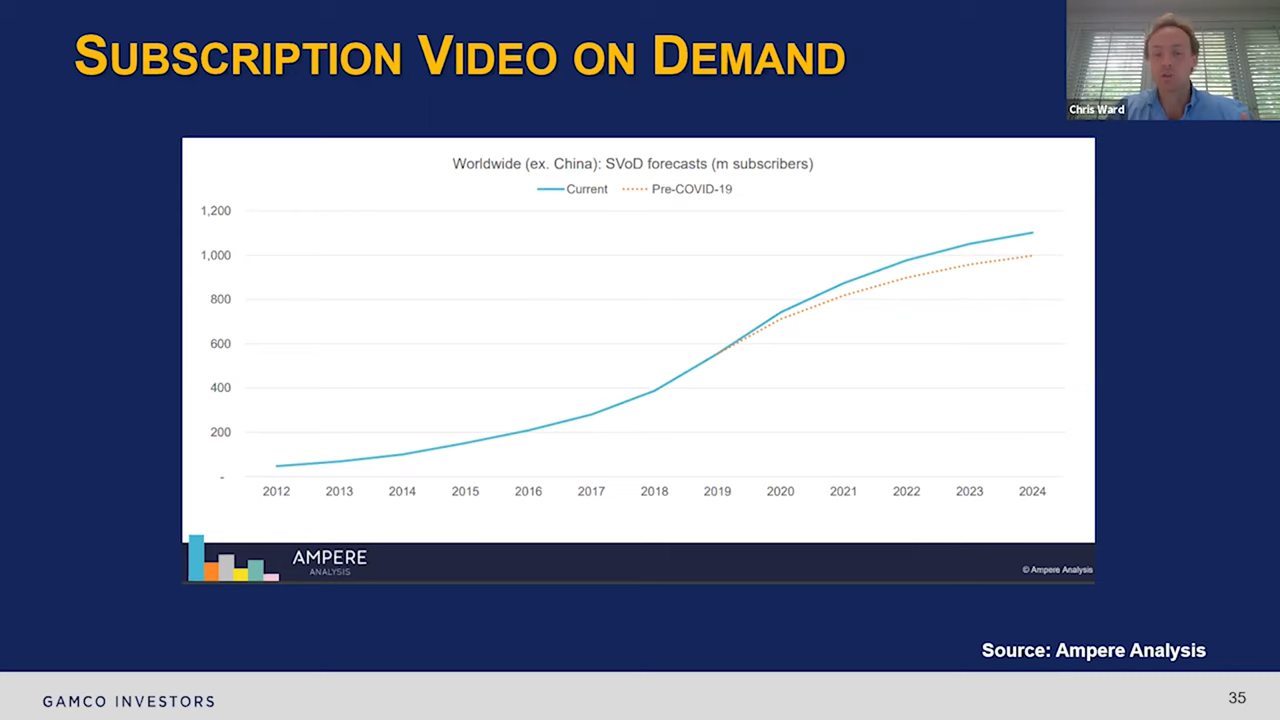 SUBSCRIPTION VIDEO ON DEMAND
Chris Ward
Worldwide (ex. China): SVoD forecasts (m subscribers)
Current Pre-COVID-19
1,200
1,000
800
600
400
200
-
2012 2013 2014 2015 2016 2017 2018 2019 2020 2021 2022 2023 2024
AMPERE
ANALYSIS
© Ampere Analysis
Source: Ampere Analysis
GAMCO INVESTORS
35